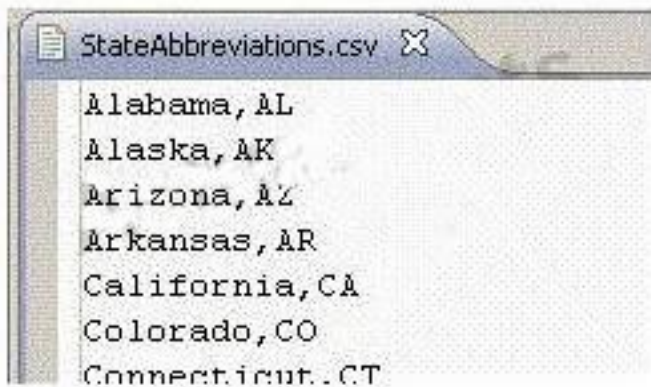 StateAbbreviations.csv
Alabama,AL
Alaska,AK
Arizona,AZ
Arkansas,AR
California,CA
Colorado,CO
Connecticut,CT